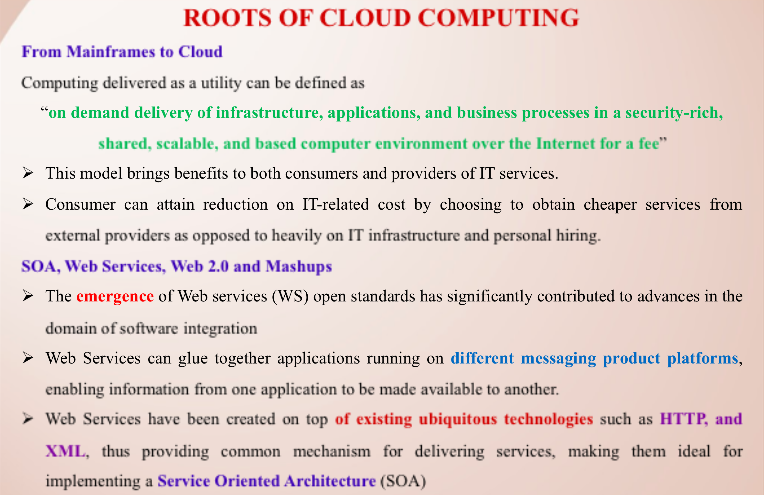 ROOTS OF CLOUD COMPUTING
From Mainframes to Cloud
Computing delivered as a utility can be defined as
“on demand delivery of infrastructure, applications, and business processes in a security-rich,
shared, scalable, and based computer environment over the Internet for a fee”
➢ This model brings benefits to both consumers and providers of IT services.
➢ Consumer can attain reduction on IT-related cost by choosing to obtain cheaper services from
external providers as opposed to heavily on IT infrastructure and personal hiring.
SOA, Web Services, Web 2.0 and Mashups
➢ The emergence of Web services (WS) open standards has significantly contributed to advances in the
domain of software integration
➢ Web Services can glue together applications running on different messaging product platforms,
enabling information from one application to be made available to another.
➢ Web Services have been created on top of existing ubiquitous technologies such as HTTP, and
XML, thus providing common mechanism for delivering services, making them ideal for
implementing a Service Oriented Architecture (SOA)